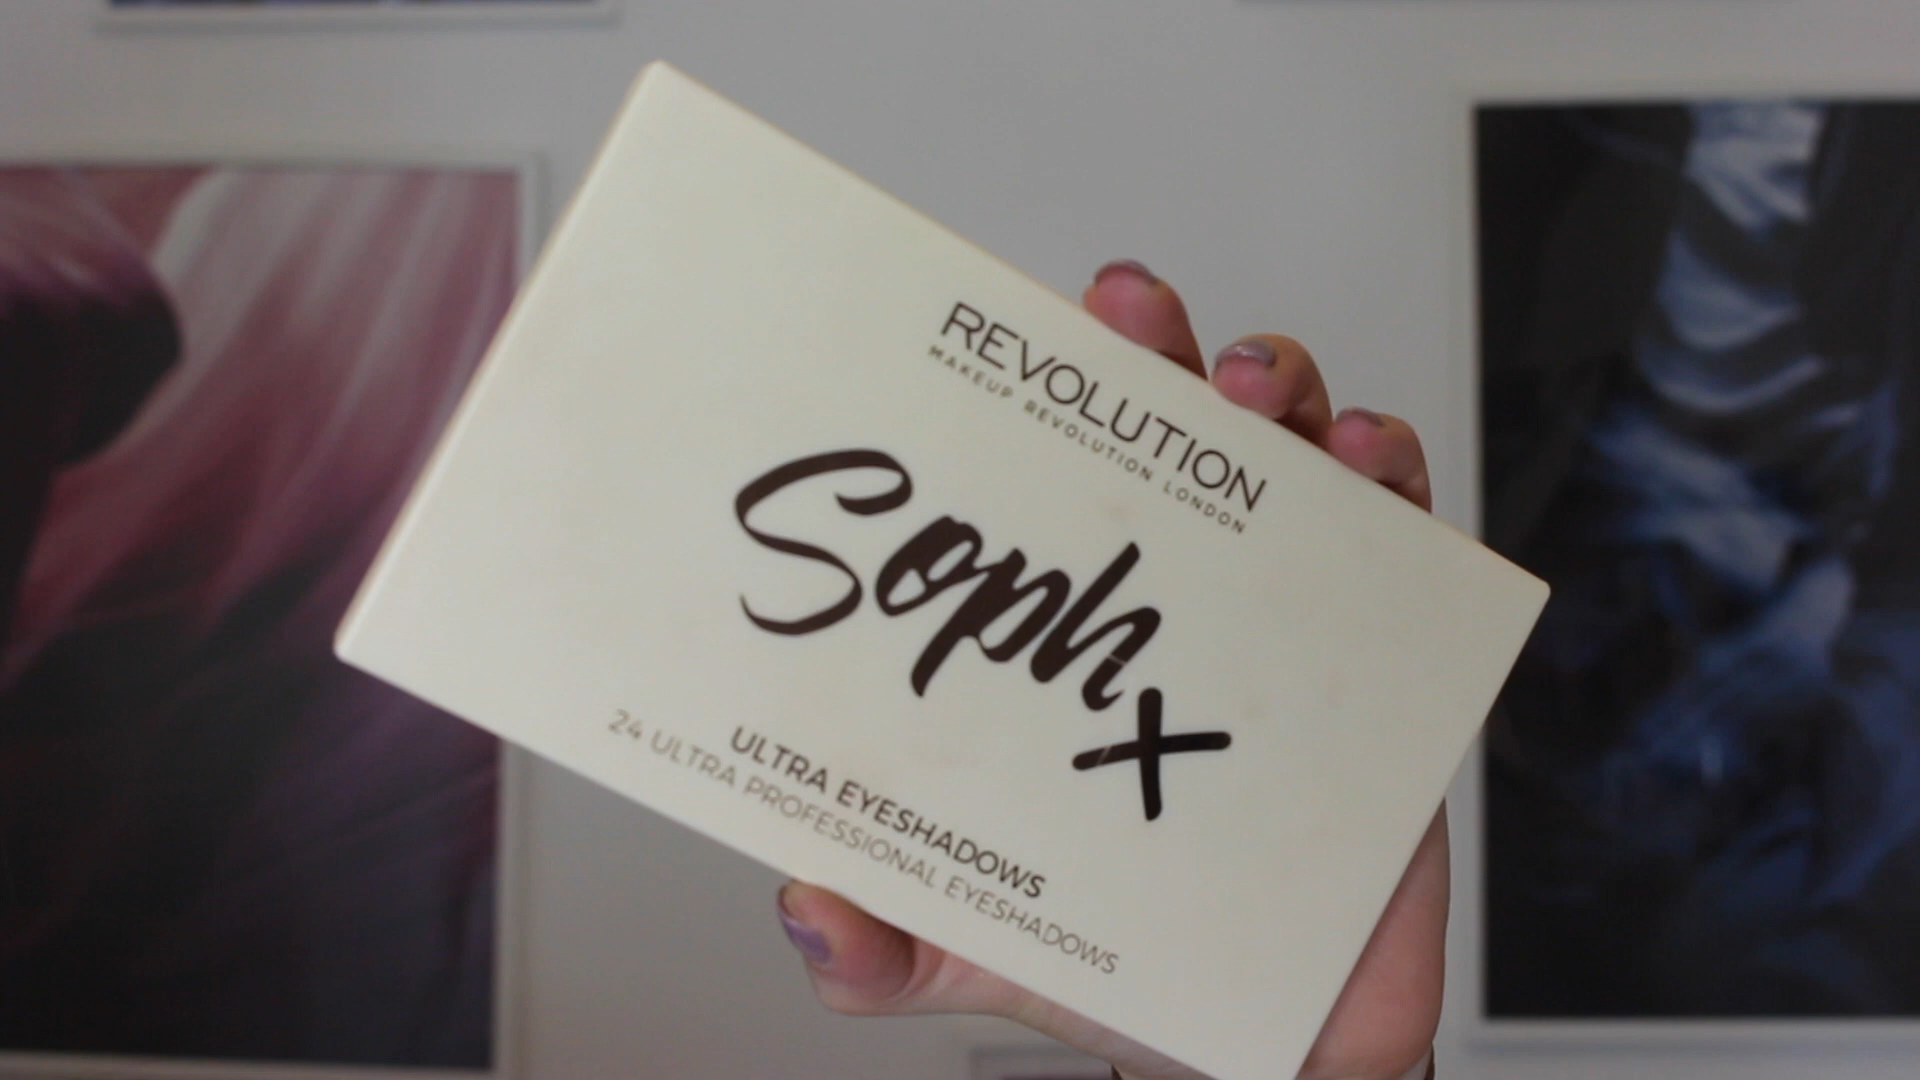 REVOLUTION
MAKEUP REVOLUTION LONDON
Soph
x
ULTRA EYESHADOWS
24 ULTRA PROFESSIONAL EYESHADOWS